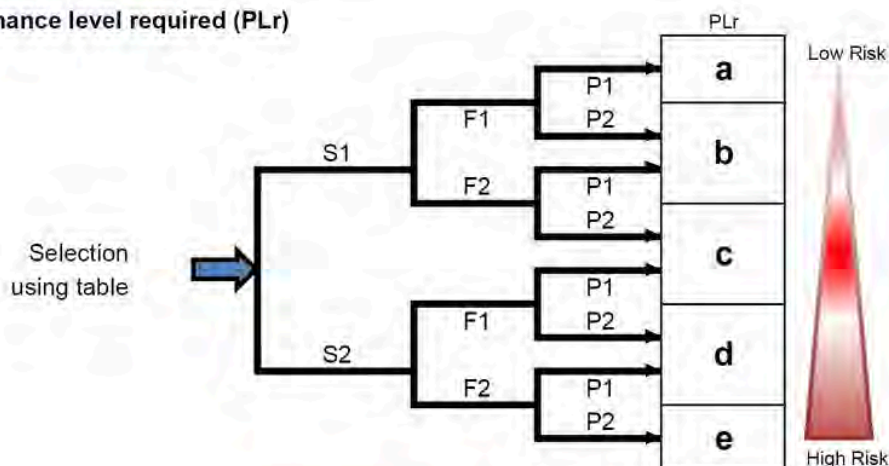 nance level required (PLr)
PLr
Low Risk
a
P1
F1
P2
b
S1
P1
F2
P2
c
Selection
using table
P1
F1
P2
d
S2
P1
F2
P2
e
High Risk